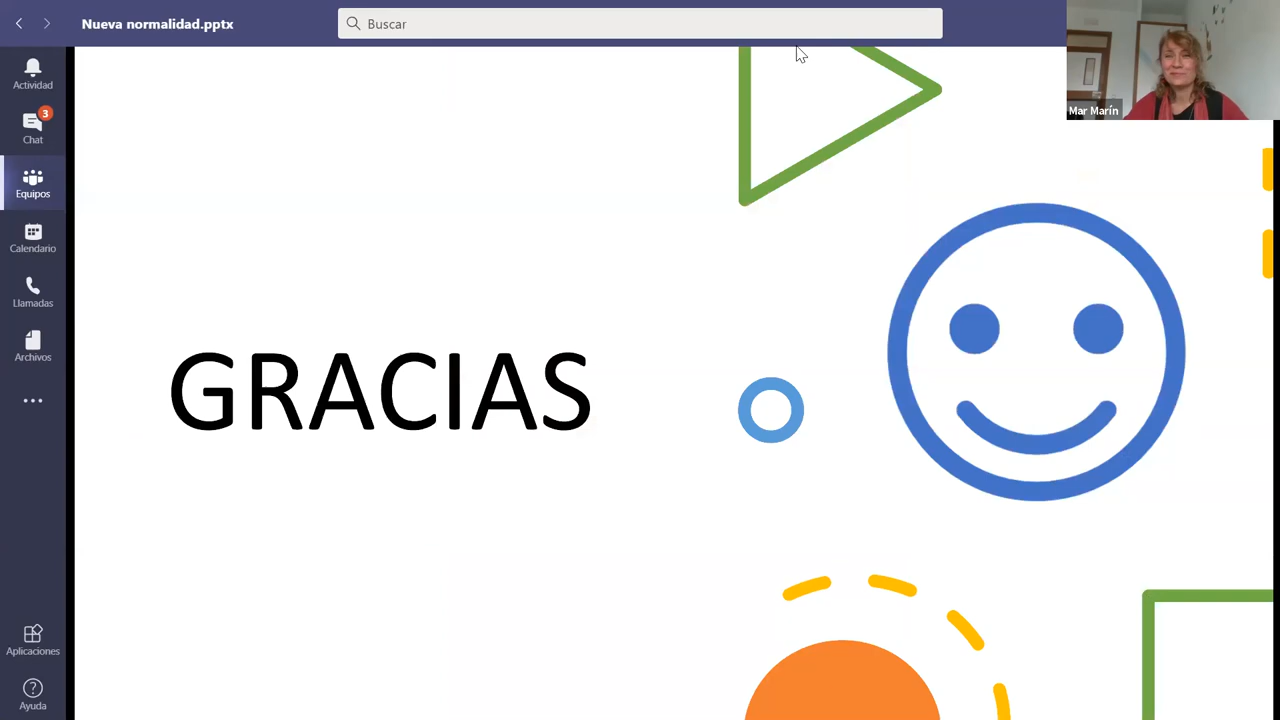 Nueva normalidad.pptx
Buscar
Mar Marín
Actividad
3
Chat
Equipos
Calendario
Llamadas
Archivos
GRACIAS
Aplicaciones
Ayuda